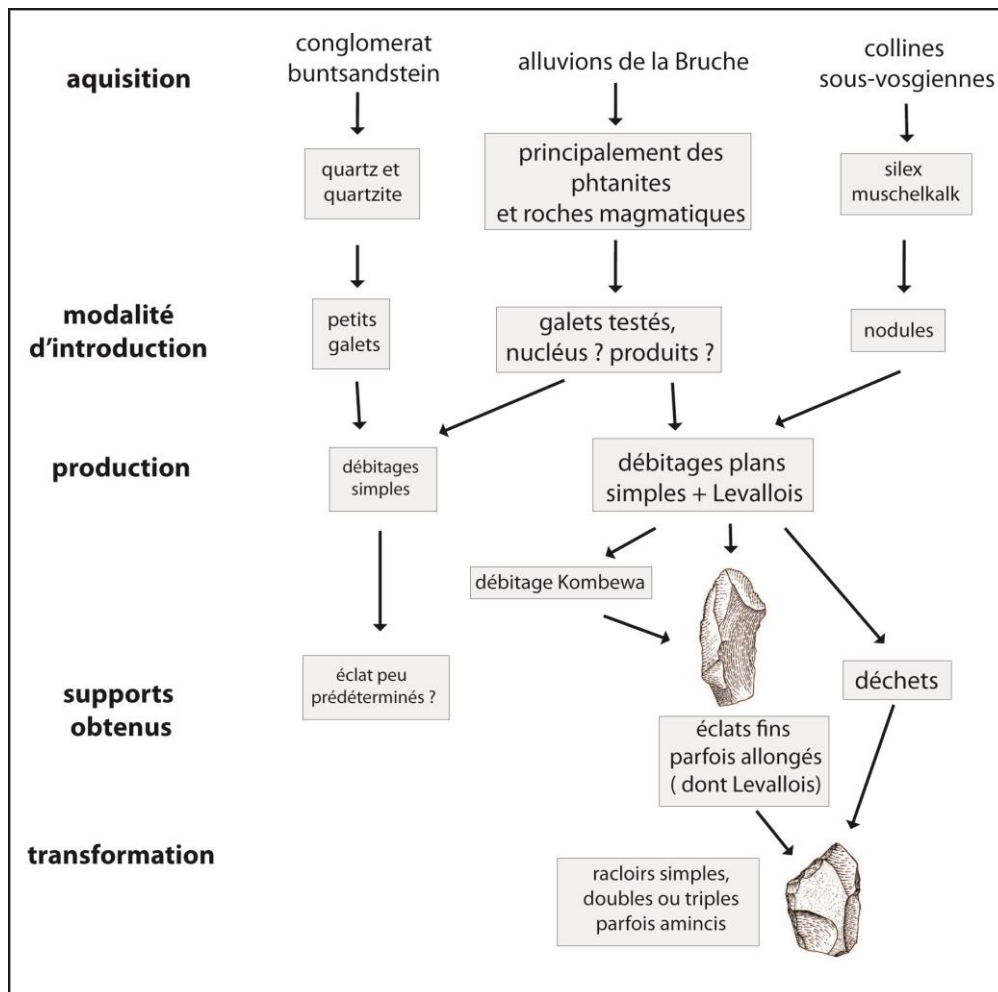 aquisition
conglomerat
buntsandstein
alluvions de la Bruche
collines
sous-vosgiennes
quartz et
quartzite
principalement des
phtanites
et roches magmatiques
silex
muschelkalk
modalité
d'introduction
petits
galets
galets testés,
nucléus ? produits ?
nodules
production
débitages
simples
débitages plans
simples + Levallois
débitage Kombewa
supports
obtenus
éclat peu
prédéterminés ?
déchets
éclats fins
parfois allongés
( dont Levallois)
transformation
racloirs simples,
doubles ou triples
parfois amincis